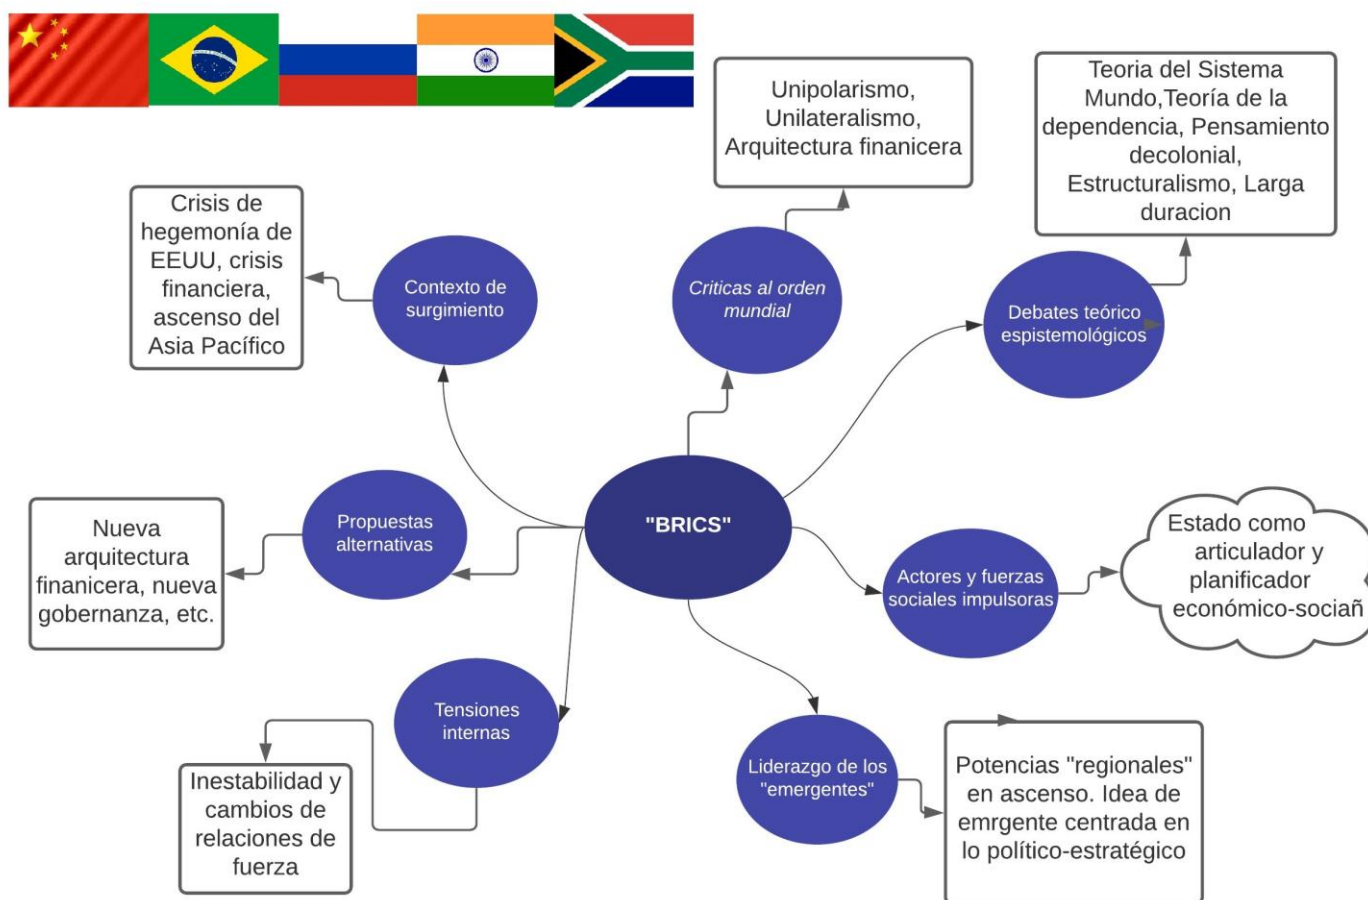 Unipolarismo,
Unilateralismo,
Arquitectura finanicera
Teoria del Sistema
Mundo,Teoría de la
dependencia, Pensamiento
decolonial,
Estructuralismo, Larga
duracion
Crisis de
hegemonía de
EEUU, crisis
financiera,
ascenso del
Asia Pacífico
Contexto de
surgimiento
Criticas al orden
mundial
Debates teórico
espistemológicos
"BRICS"
Propuestas
alternativas
Nueva
arquitectura
finanicera, nueva
gobernanza, etc.
Actores y fuerzas
sociales impulsoras
Estado como
articulador y
planificador
económico-sociañ
Tensiones
internas
Inestabilidad y
cambios de
relaciones de
fuerza
Liderazgo de los
"emergentes"
Potencias "regionales"
en ascenso. Idea de
emrgente centrada en
lo político-estratégico